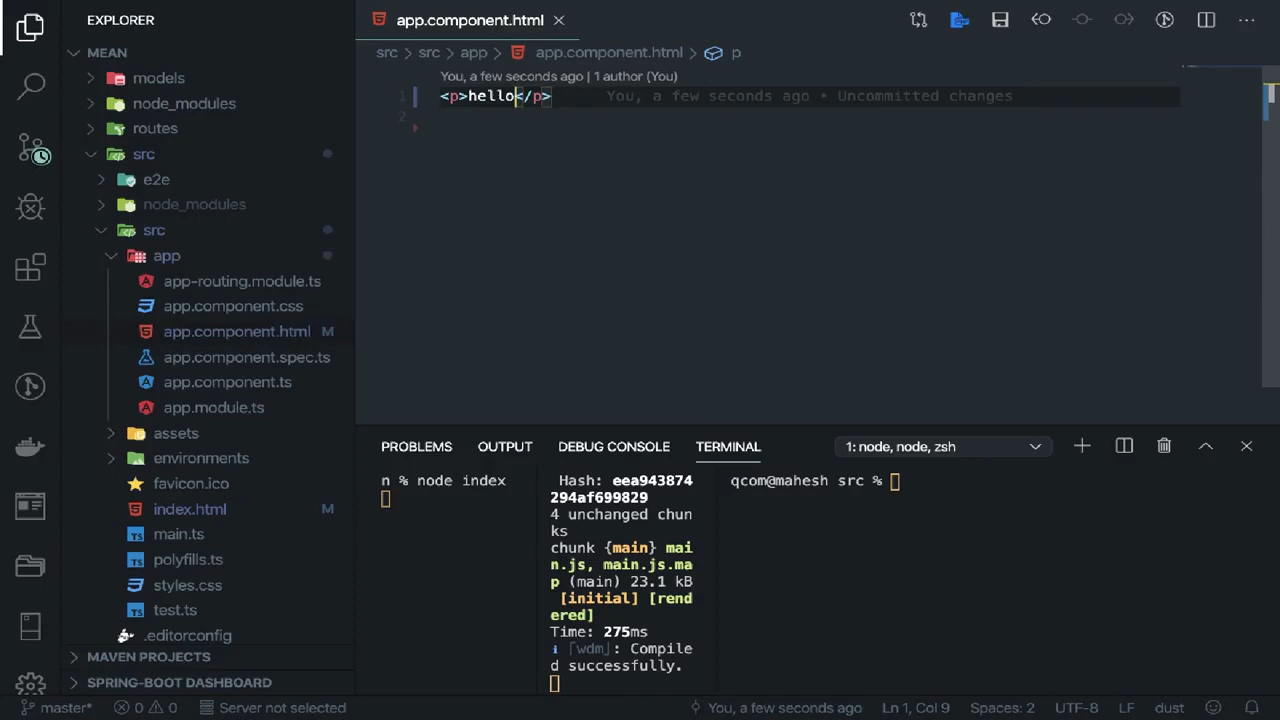 EXPLORER
MEAN
models
node_modules
routes
src
e2e
node_modules
src
app
app-routing.module.ts
app.component.css
app.component.html M
app.component.spec.ts
app.component.ts
app.module.ts
assets
environments
favicon.ico
index.html M
main.ts
polyfills.ts
styles.css
test.ts
.editorconfig
MAVEN PROJECTS
SPRING-BOOT DASHBOARD
app.component.html
src > src > app > app.component.html > p
You, a few seconds ago | 1 author (You)
1 <p>hello</p> You, a few seconds ago • Uncommitted changes
2
PROBLEMS OUTPUT DEBUG CONSOLE TERMINAL 1: node, node, zsh
n % node index
Hash: eea943874
294af699829
4 unchanged chun
ks
chunk {main} mai
n.js, main.js.ma
p (main) 23.1 kB
[initial] [rend
ered]
Time: 275ms
ℹ ｢wdm｣: Compile
d successfully.
qcom@mahesh src %
master* 0 0 Server not selected You, a few seconds ago Ln 1, Col 9 Spaces: 2 UTF-8 LF dust